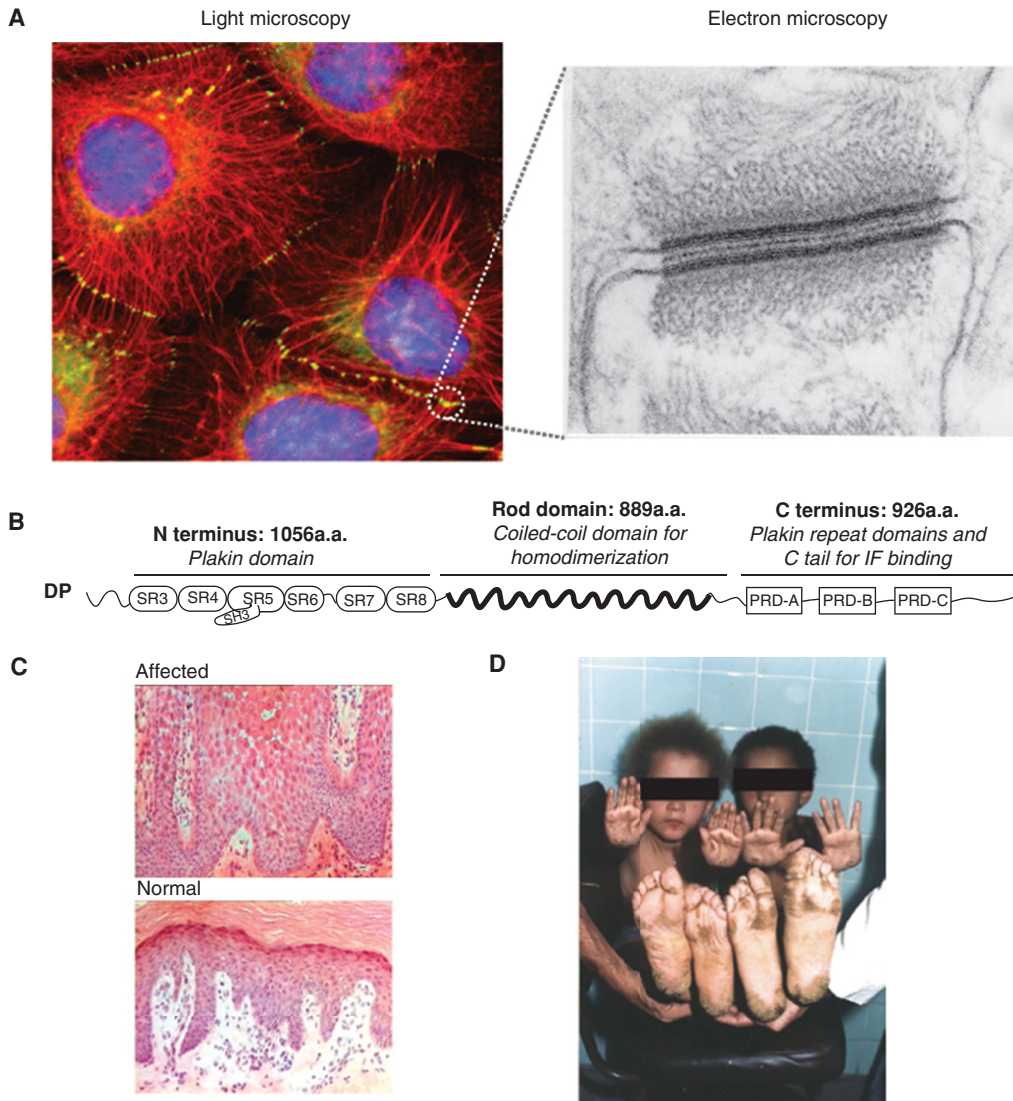 A
Light microscopy
Electron microscopy
B
N terminus: 1056a.a.
Plakin domain
Rod domain: 889a.a.
Coiled-coil domain for
homodimerization
C terminus: 926a.a.
Plakin repeat domains and
C tail for IF binding
DP
SR3 SR4 SR5 SR6 SR7 SR8 PRD-A PRD-B PRD-C
SH3
C
Affected
Normal
D